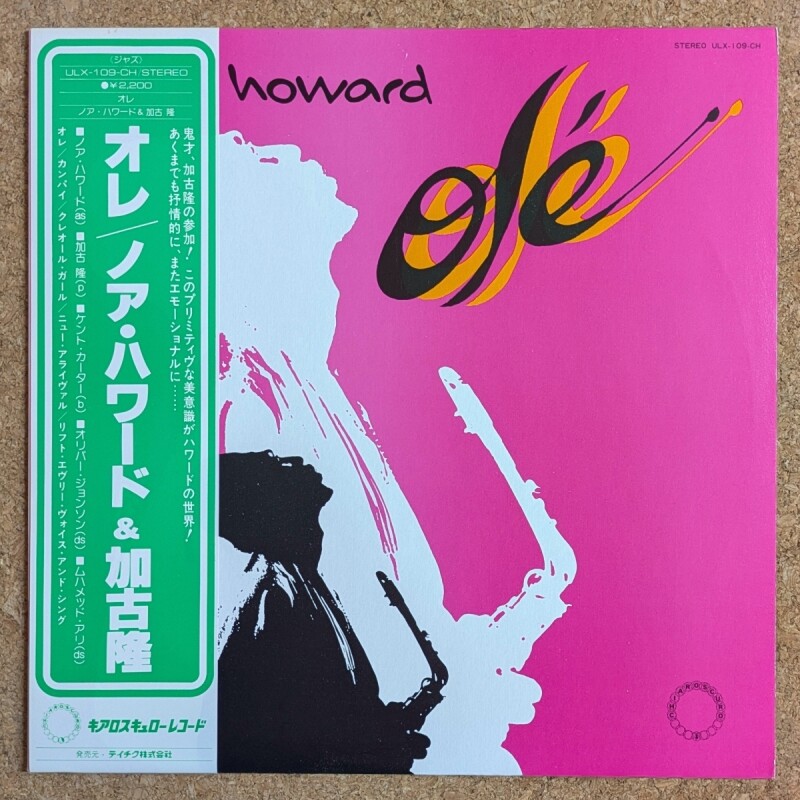 (ジャズ)
ULX-109-CH/STEREO
●¥2,200
オレ
ノア・ハワード&加古 隆
鬼才、加古隆の参加!このプリミティヴな美意識がハワードの世界!
あくまでも抒情的に、またエモーショナルに……
オレ/ノア・ハワード&加古隆
■ノア・ハワード(as) ■加古 隆(p) ■ケント・カーター(b) ■オリバー・ジョンソン(ds) ■ムハメッド・アリ(ds)
オレ/カンバイ/クレオール・ガール/ニュー・アライヴァル/リフト・エヴリー・ヴォイス・アンド・シング
キアロスキュローレコード
発売元・テイチク株式会社
STEREO ULX-109-CH
howard
olé
CHIAROSCURO